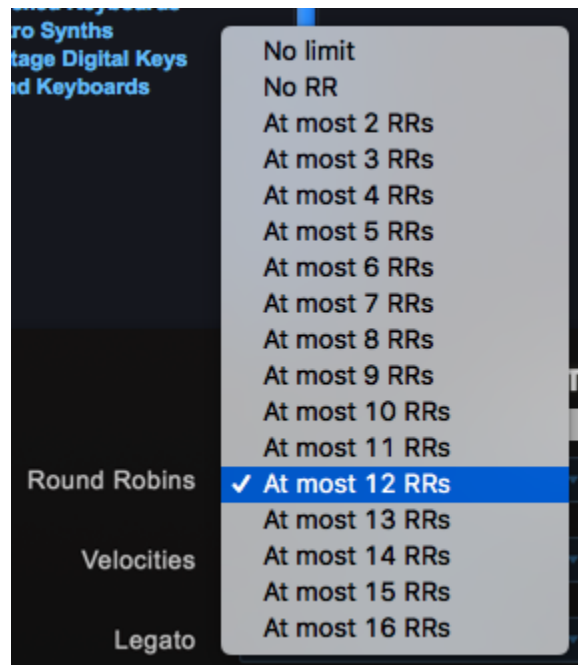 tro Synths
tage Digital Keys
nd Keyboards
No limit
No RR
At most 2 RRs
At most 3 RRs
At most 4 RRs
At most 5 RRs
At most 6 RRs
At most 7 RRs
At most 8 RRs
At most 9 RRs
At most 10 RRs
At most 11 RRs
Round Robins ✓ At most 12 RRs
At most 13 RRs
At most 14 RRs
Velocities
At most 15 RRs
At most 16 RRs
Legato